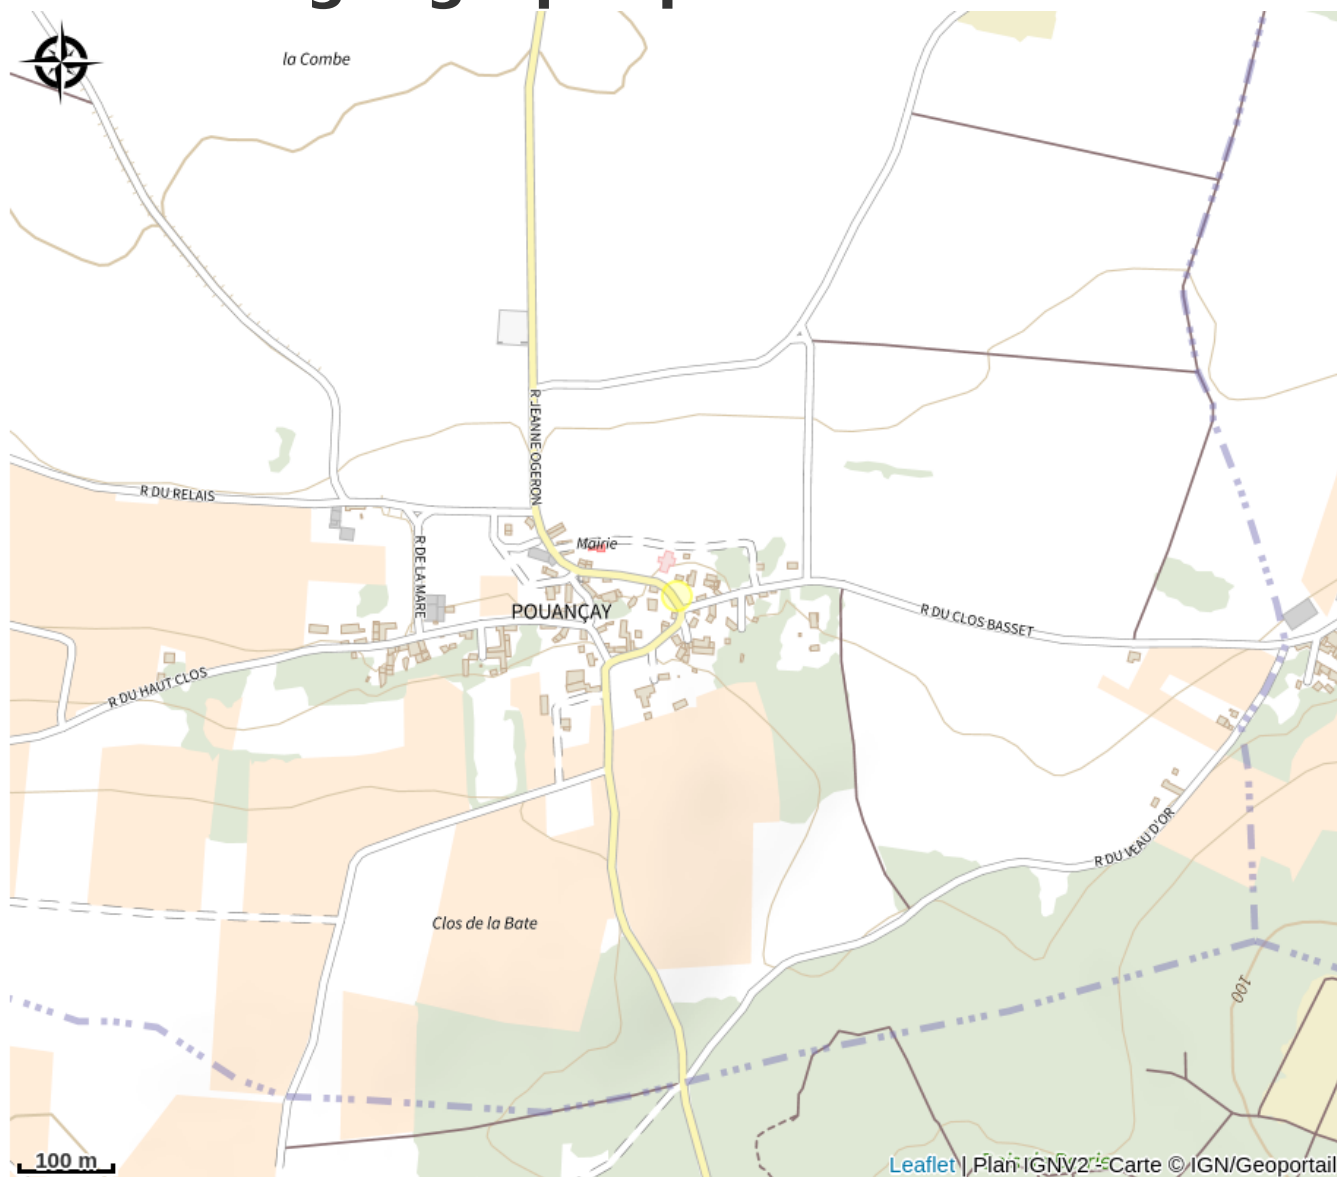 la Combe
R JEANNE OGERON
R DU RELAIS
R DE LA MARE
Mairie
POUANÇAY
R DU CLOS BASSET
R DU HAUT CLOS
R DU VEAU D'OR
Clos de la Bate
100
100 m
Leaflet | Plan IGNV2 - Carte © IGN/Geoportail